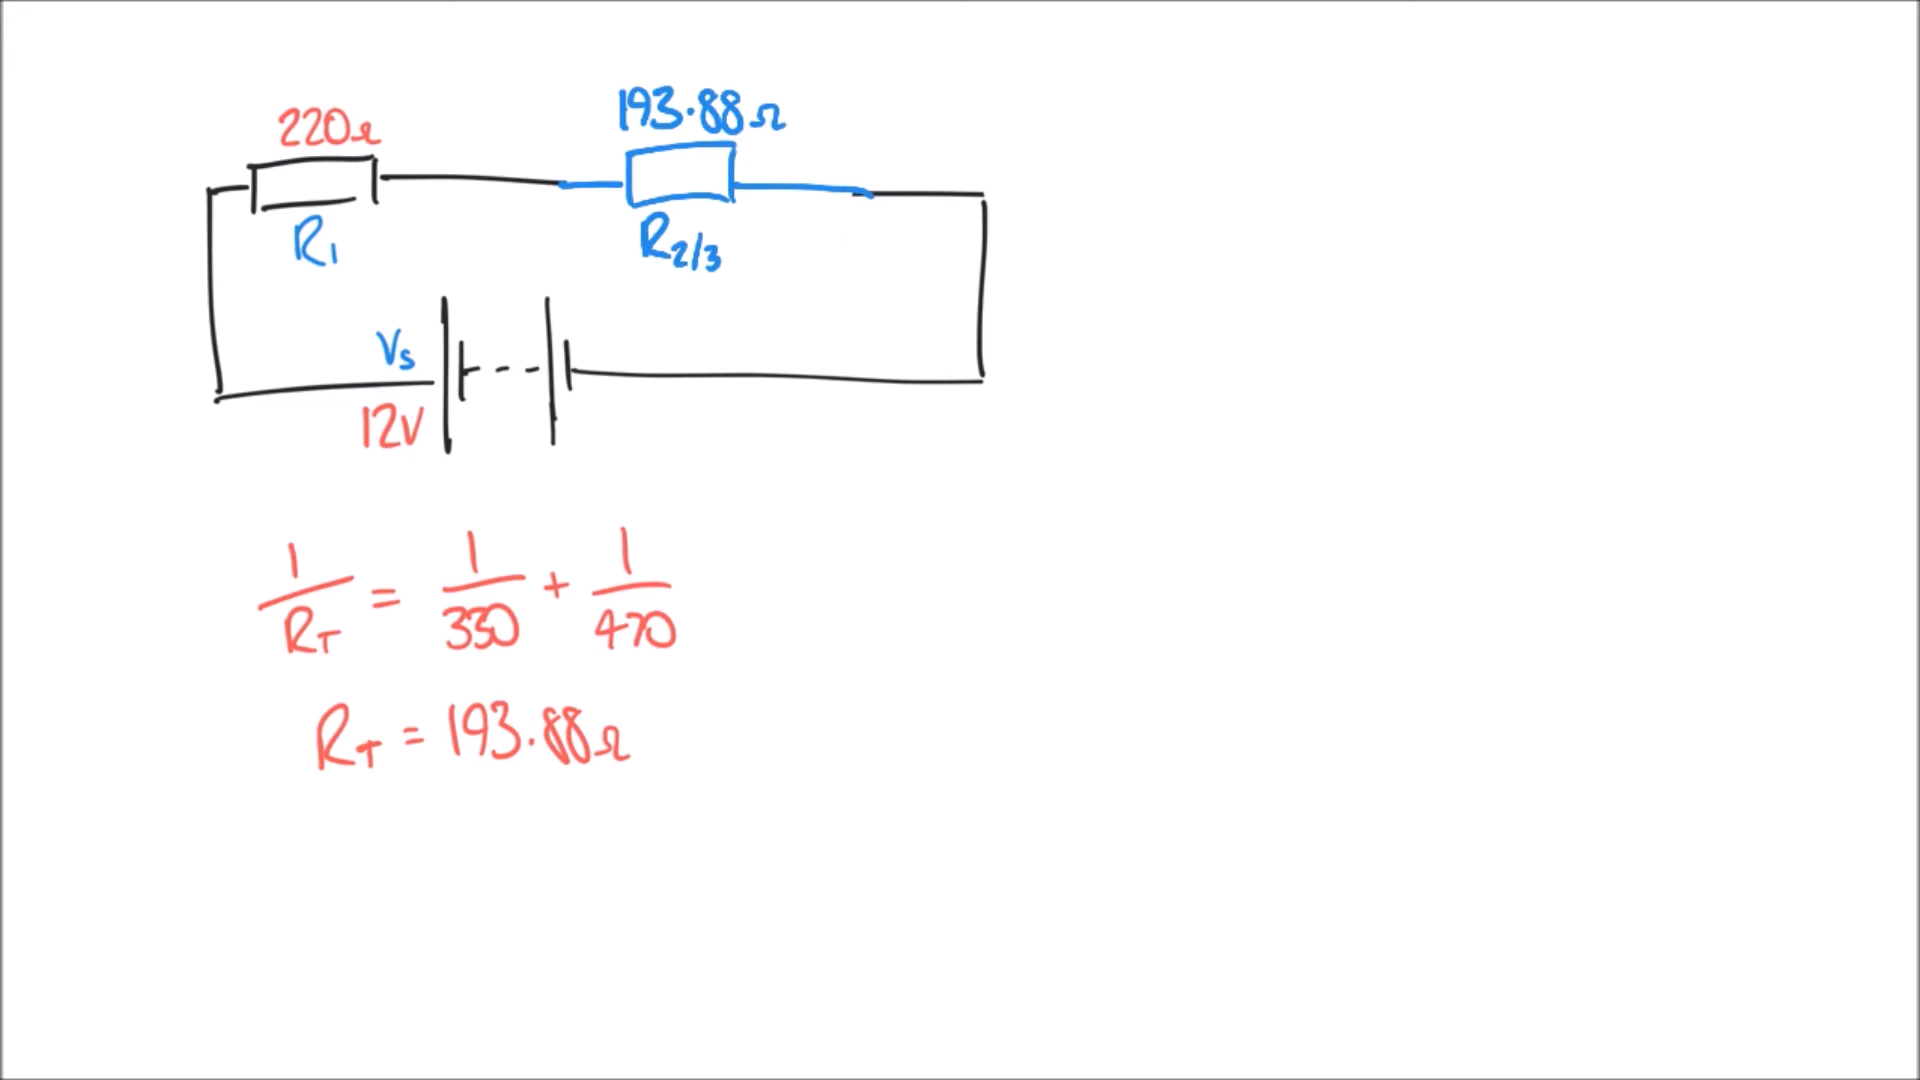 220Ω
193.88Ω
R1
R2/3
Vs
12V
1/RT = 1/330 + 1/470
RT = 193.88Ω